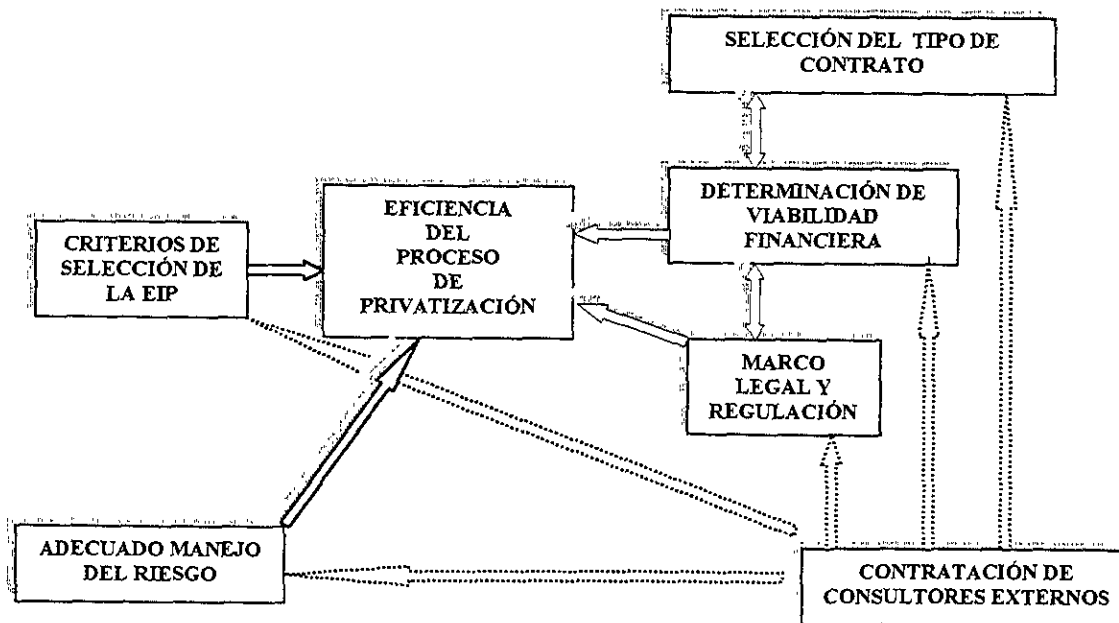 SELECCIÓN DEL TIPO DE
CONTRATO
EFICIENCIA
DEL
PROCESO
DE
PRIVATIZACIÓN
DETERMINACIÓN DE
VIABILIDAD
FINANCIERA
CRITERIOS DE
SELECCIÓN DE
LA EIP
MARCO
LEGAL Y
REGULACIÓN
ADECUADO MANEJO
DEL RIESGO
CONTRATACIÓN DE
CONSULTORES EXTERNOS